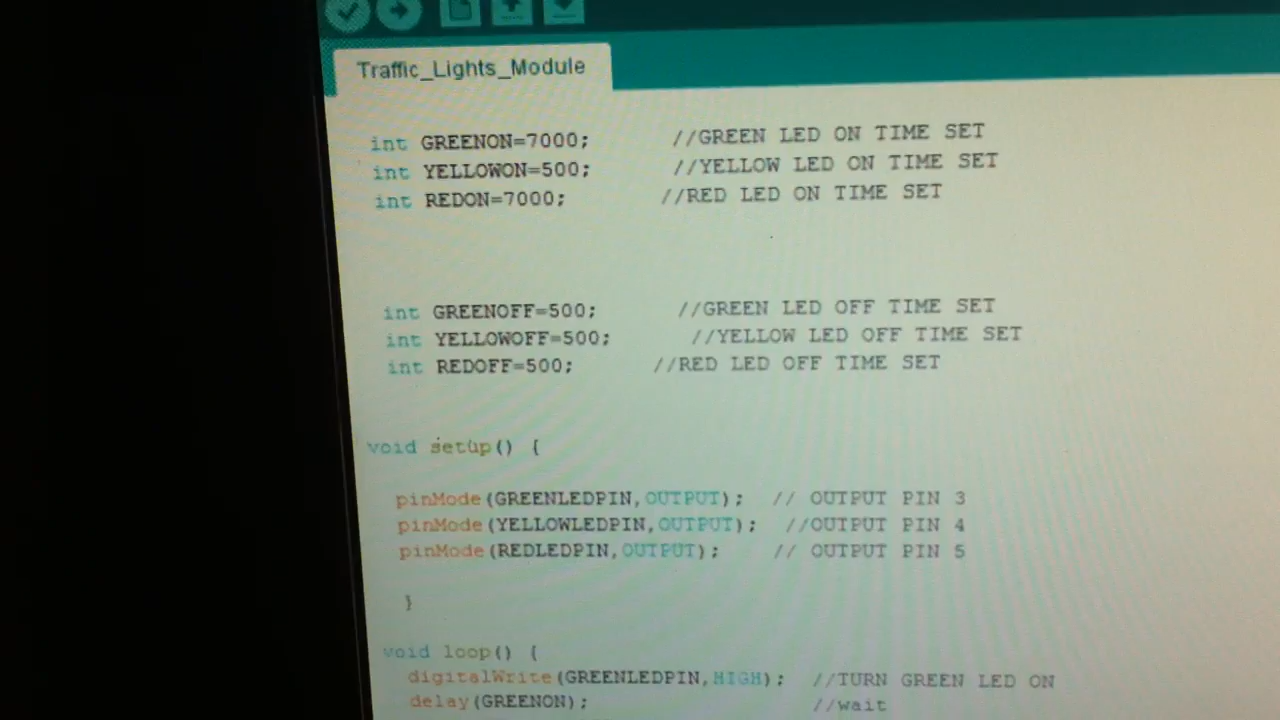 Traffic_Lights_Module
int GREENON=7000; //GREEN LED ON TIME SET
int YELLOWON=500; //YELLOW LED ON TIME SET
int REDON=7000; //RED LED ON TIME SET
int GREENOFF=500; //GREEN LED OFF TIME SET
int YELLOWOFF=500; //YELLOW LED OFF TIME SET
int REDOFF=500; //RED LED OFF TIME SET
void setup() {
pinMode(GREENLEDPIN,OUTPUT); // OUTPUT PIN 3
pinMode(YELLOWLEDPIN,OUTPUT); //OUTPUT PIN 4
pinMode(REDLEDPIN,OUTPUT); // OUTPUT PIN 5
}
void loop() {
digitalWrite(GREENLEDPIN,HIGH); //TURN GREEN LED ON
delay(GREENON); //wait